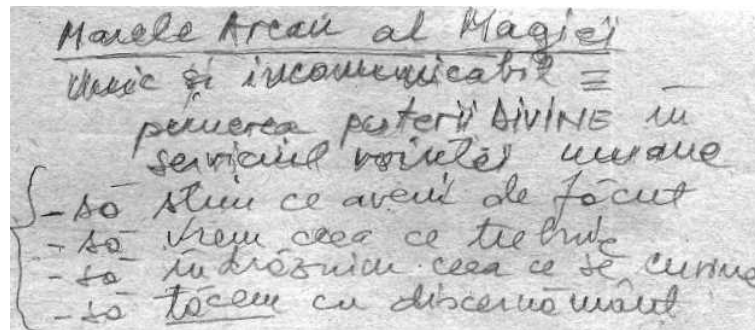 Marele Arcan al Magiei
unic și incomunicabil =
punerea puterii DIVINE în
serviciul voinței umane
- să știm ce avem de făcut
- să vrem ceea ce trebuie
- să îndrăznim ceea ce se cuvine
- să tăcem cu discernământ